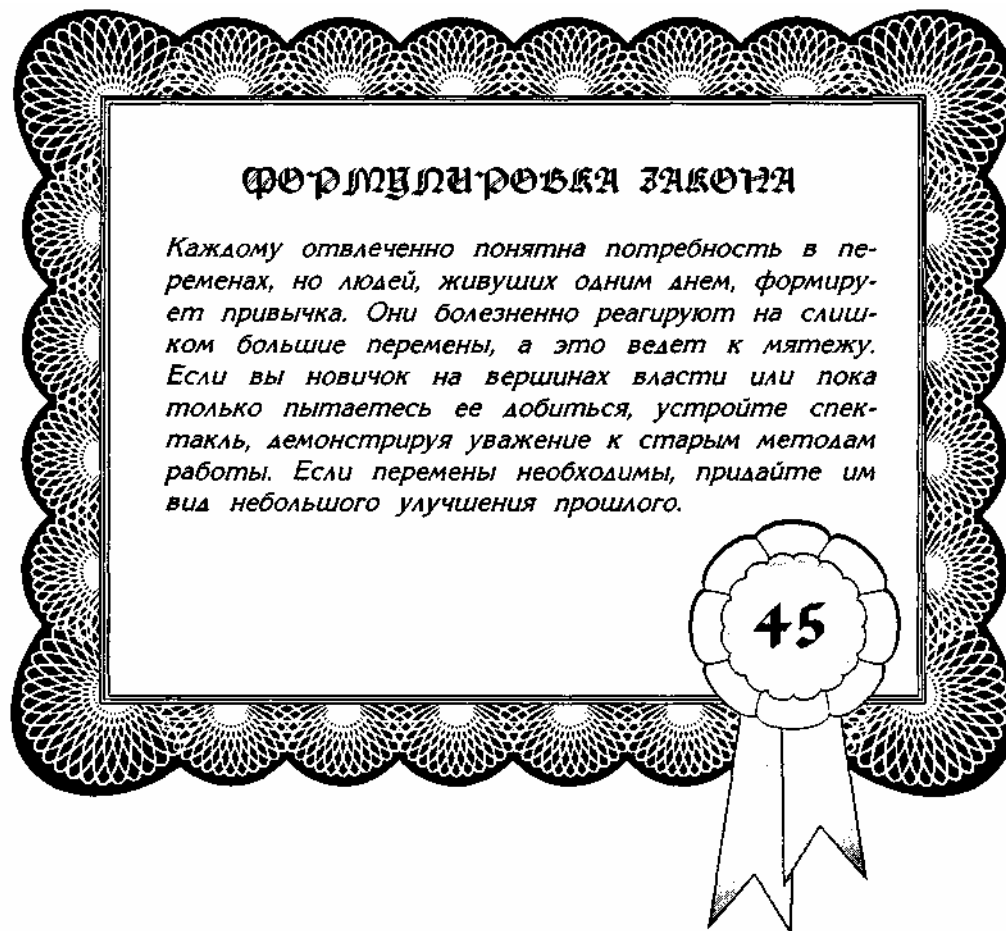 ФОРМУЛИРОВКА ЗАКОНА
Каждому отвлеченно понятна потребность в пе-
ременах, но людей, живущих одним днем, формиру-
ет привычка. Они болезненно реагируют на слиш-
ком большие перемены, а это ведет к мятежу.
Если вы новичок на вершинах власти или пока
только пытаетесь ее добиться, устройте спек-
такль, демонстрируя уважение к старым методам
работы. Если перемены необходимы, придайте им
вид небольшого улучшения прошлого.
45